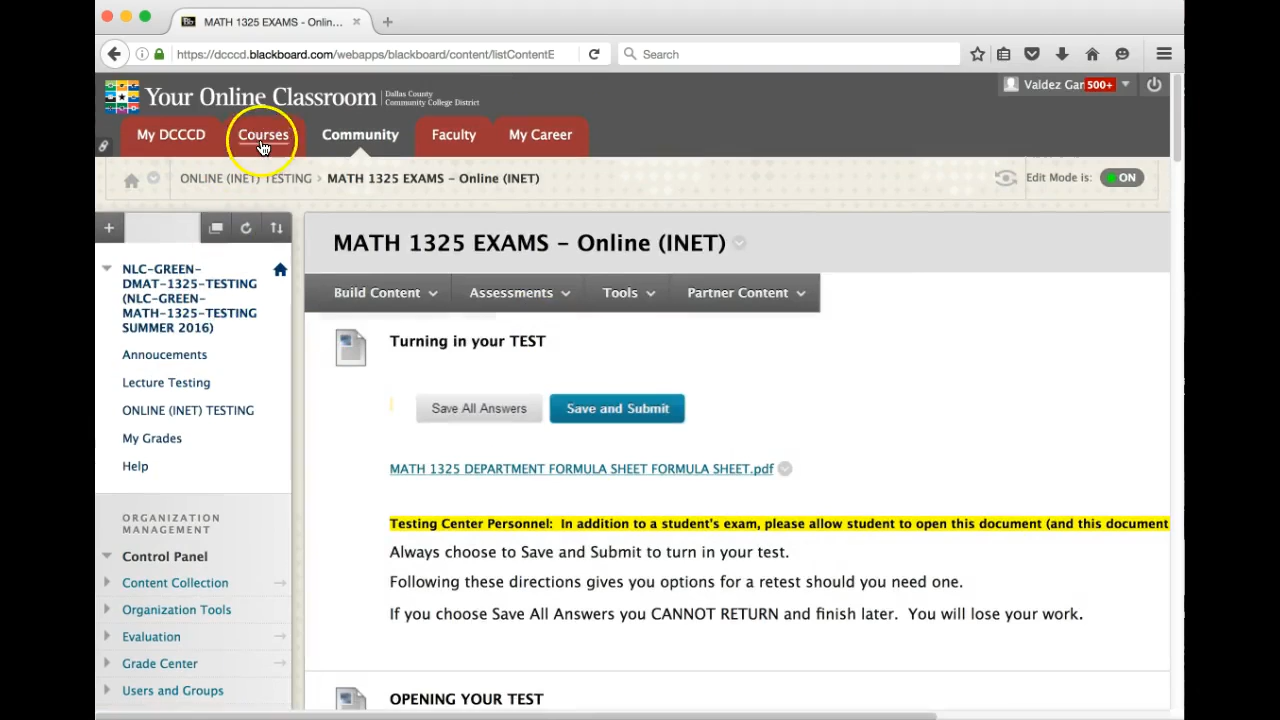 MATH 1325 EXAMS – Onlin...
https://dcccd.blackboard.com/webapps/blackboard/content/listContentE
Search
Your Online Classroom
Dallas County
Community College District
Valdez Gar 500+
My DCCCD
Courses
Community
Faculty
My Career
ONLINE (INET) TESTING > MATH 1325 EXAMS – Online (INET)
Edit Mode is: ON
MATH 1325 EXAMS – Online (INET)
NLC-GREEN-
DMAT-1325-TESTING
(NLC-GREEN-
MATH-1325-TESTING
SUMMER 2016)
Annoucements
Lecture Testing
ONLINE (INET) TESTING
My Grades
Help
ORGANIZATION
MANAGEMENT
Control Panel
Content Collection
Organization Tools
Evaluation
Grade Center
Users and Groups
Build Content
Assessments
Tools
Partner Content
Turning in your TEST
Save All Answers
Save and Submit
MATH 1325 DEPARTMENT FORMULA SHEET FORMULA SHEET.pdf
Testing Center Personnel: In addition to a student's exam, please allow student to open this document (and this document
Always choose to Save and Submit to turn in your test.
Following these directions gives you options for a retest should you need one.
If you choose Save All Answers you CANNOT RETURN and finish later. You will lose your work.
OPENING YOUR TEST